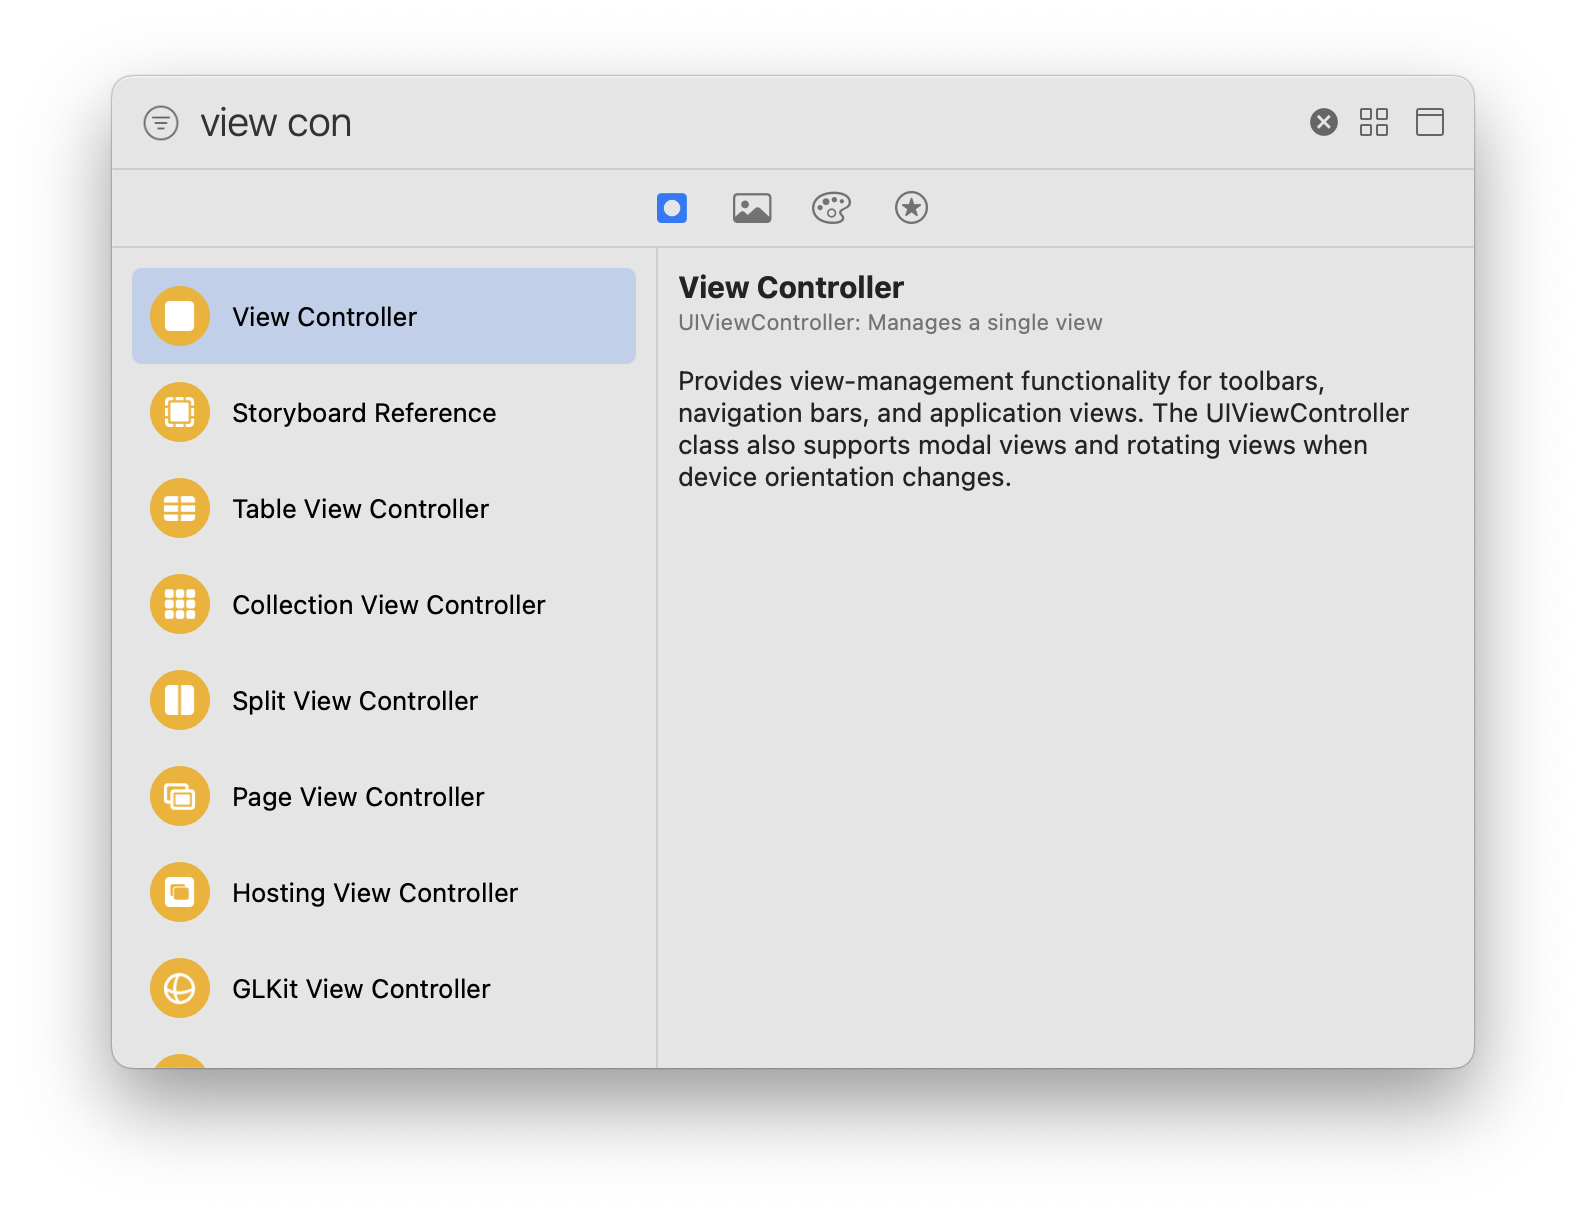 view con
View Controller
Storyboard Reference
Table View Controller
Collection View Controller
Split View Controller
Page View Controller
Hosting View Controller
GLKit View Controller
View Controller
UIViewController: Manages a single view
Provides view-management functionality for toolbars,
navigation bars, and application views. The UIViewController
class also supports modal views and rotating views when
device orientation changes.